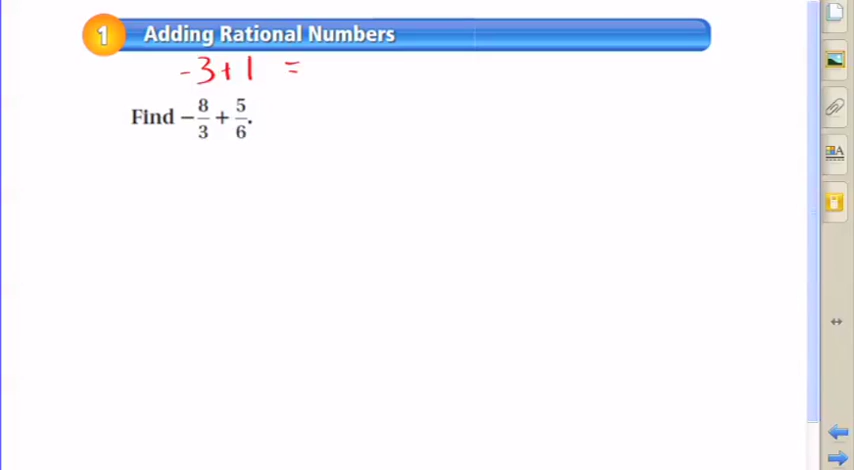 1 Adding Rational Numbers
-3+1 =
Find −8/3 + 5/6.